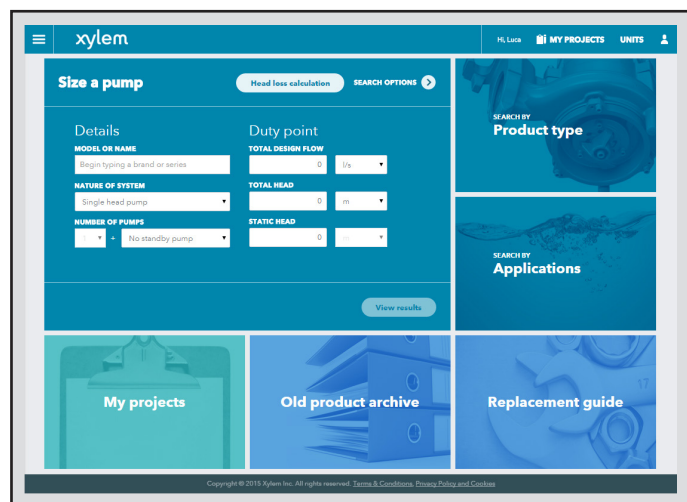 xylem
Hi, Luca
MY PROJECTS
UNITS
Size a pump
Head loss calculation
SEARCH OPTIONS
Details
MODEL OR NAME
Begin typing a brand or series
NATURE OF SYSTEM
Single head pump
NUMBER OF PUMPS
1 + No standby pump
Duty point
TOTAL DESIGN FLOW
0 l/s
TOTAL HEAD
0 m
STATIC HEAD
0 m
View results
SEARCH BY
Product type
SEARCH BY
Applications
My projects
Old product archive
Replacement guide
17
Copyright © 2015 Xylem Inc. All rights reserved. Terms & Conditions, Privacy Policy and Cookies